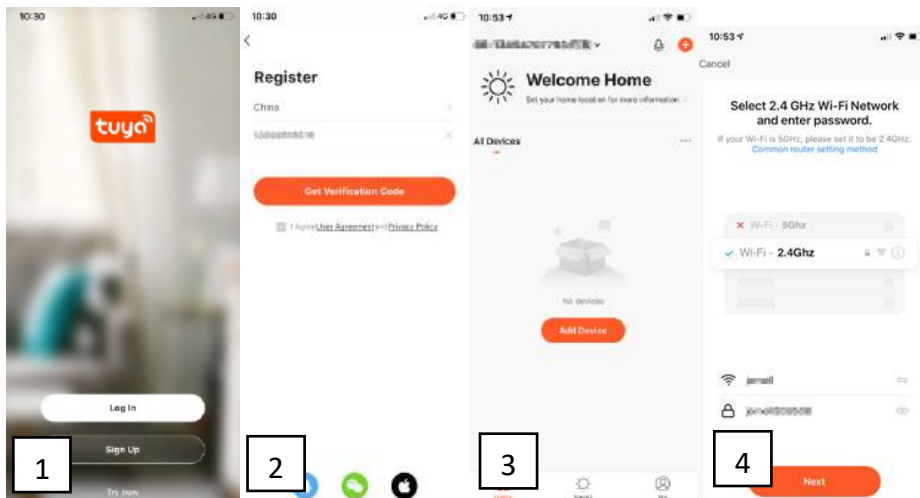 10:30
4G
tuya
Log In
Sign Up
Try now
1
10:30
4G
Register
China
Get Verification Code
I Agree User Agreement and Privacy Policy
2
10:53
Welcome Home
Set your home location for more information
All Devices
No devices
Add Device
3
10:53
Cancel
Select 2.4 GHz Wi-Fi Network
and enter password.
If your Wi-Fi is 5GHz, please set it to be 2.4GHz.
Common router setting method
Wi-Fi - 5Ghz
Wi-Fi - 2.4Ghz
Next
4